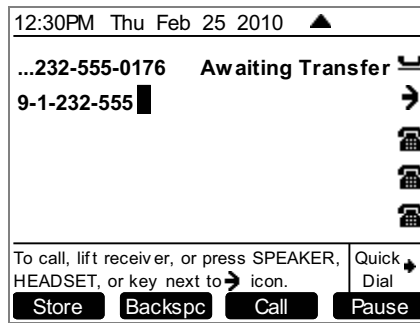 12:30PM Thu Feb 25 2010
...232-555-0176 Awaiting Transfer
9-1-232-555
To call, lift receiver, or press SPEAKER,
HEADSET, or key next to icon.
Quick
Dial
Store Backspc Call Pause